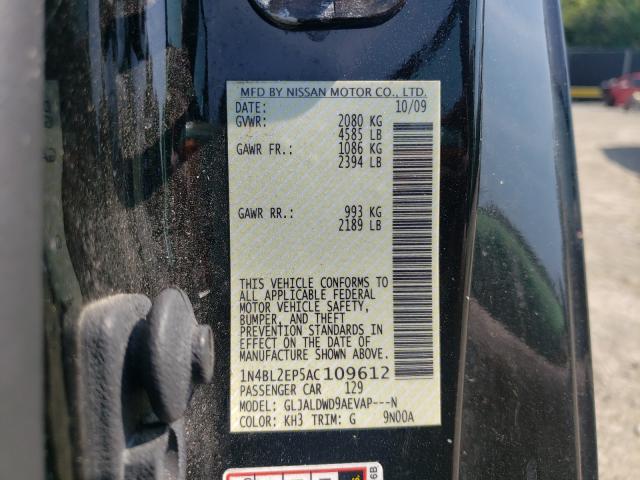 MFD BY NISSAN MOTOR CO., LTD.
DATE: 10/09
GVWR: 2080 KG
4585 LB
GAWR FR.: 1086 KG
2394 LB
GAWR RR.: 993 KG
2189 LB
THIS VEHICLE CONFORMS TO
ALL APPLICABLE FEDERAL
MOTOR VEHICLE SAFETY,
BUMPER, AND THEFT
PREVENTION STANDARDS IN
EFFECT ON THE DATE OF
MANUFACTURE SHOWN ABOVE.
1N4BL2EP5AC109612
PASSENGER CAR 129
MODEL: GLJALDWD9AEVAP---N
COLOR: KH3 TRIM: G 9N00A